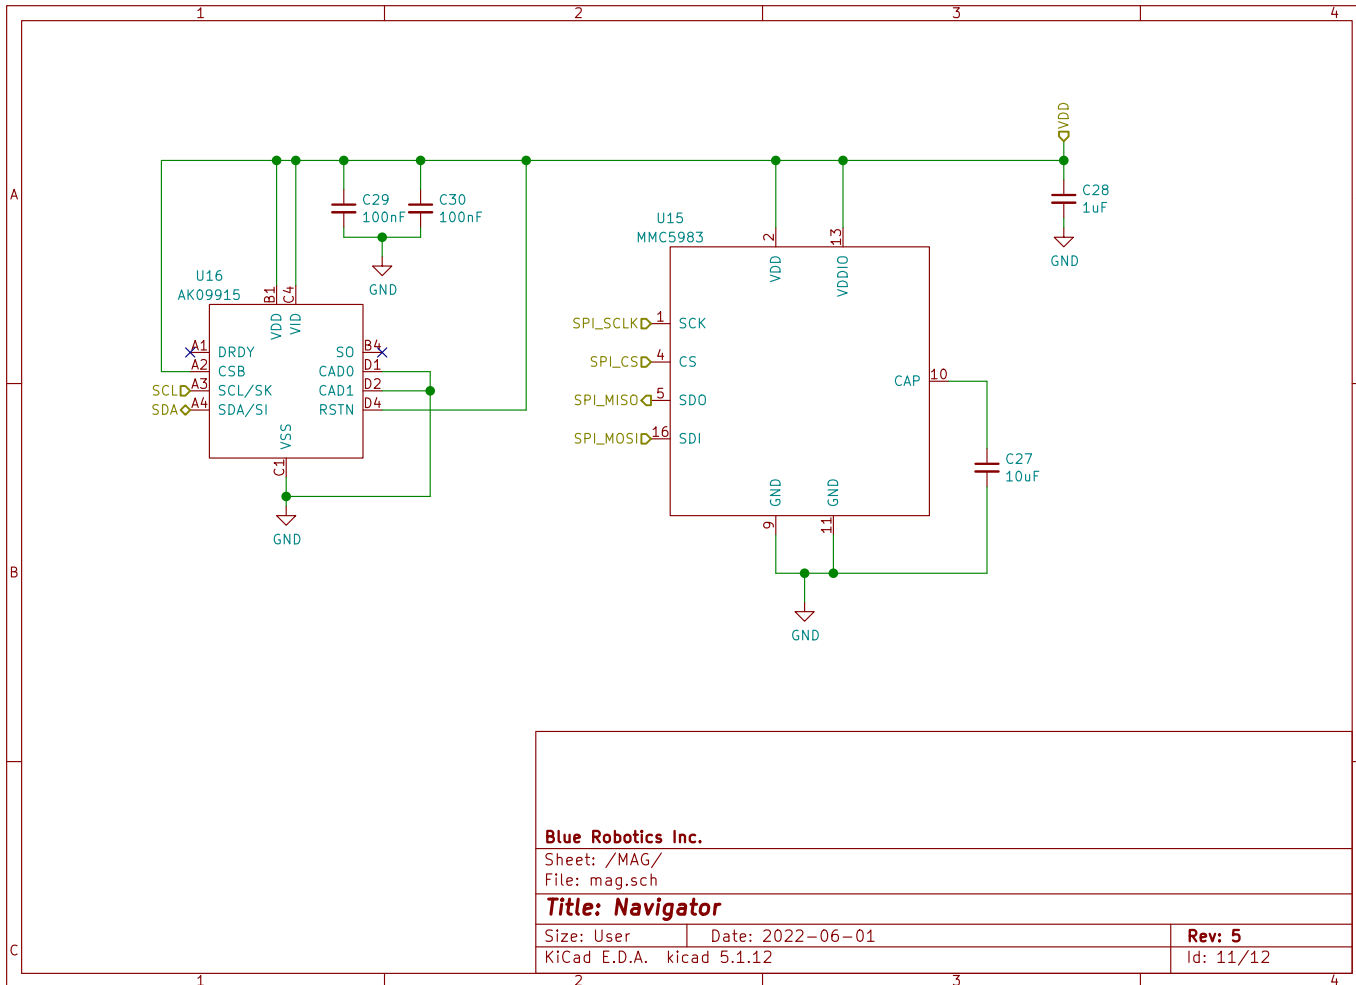 1 2 3 4
A
B
C
VDD
C28
1uF
GND
C29
100nF
C30
100nF
GND
U16
AK09915
B1
C4
VDD
VID
A1 DRDY
A2 CSB
SCL A3 SCL/SK
SDA A4 SDA/SI
SO B4
CAD0 D1
CAD1 D2
RSTN D4
VSS
C1
GND
U15
MMC5983
2
13
VDD
VDDIO
SPI_SCLK 1 SCK
SPI_CS 4 CS
SPI_MISO 5 SDO
SPI_MOSI 16 SDI
CAP 10
C27
10uF
GND
GND
9
11
GND
Blue Robotics Inc.
Sheet: /MAG/
File: mag.sch
Title: Navigator
Size: User Date: 2022-06-01 Rev: 5
KiCad E.D.A. kicad 5.1.12 Id: 11/12
1 2 3 4